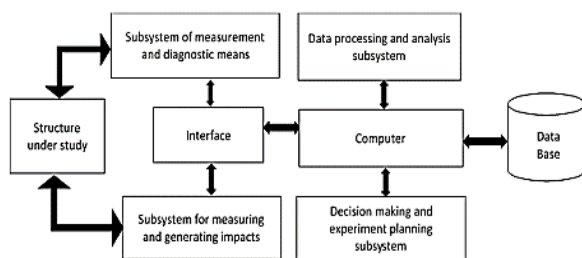 Subsystem of measurement
and diagnostic means
Data processing and analysis
subsystem
Structure
under study
Interface
Computer
Data
Base
Subsystem for measuring
and generating impacts
Decision making and
experiment planning
subsystem